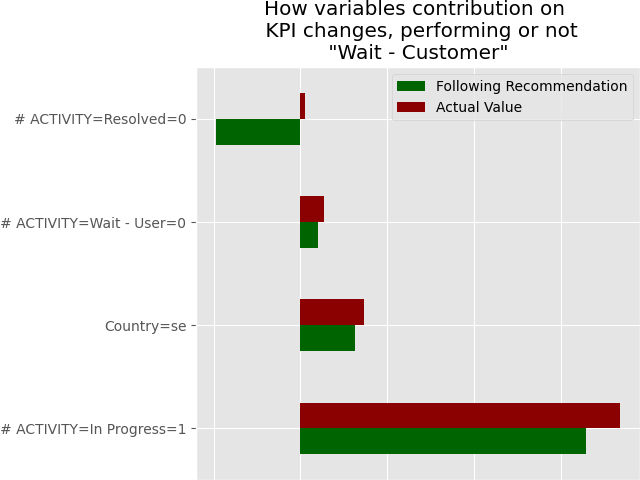 How variables contribution on
KPI changes, performing or not
"Wait - Customer"
Following Recommendation
Actual Value
# ACTIVITY=Resolved=0
# ACTIVITY=Wait - User=0
Country=se
# ACTIVITY=In Progress=1